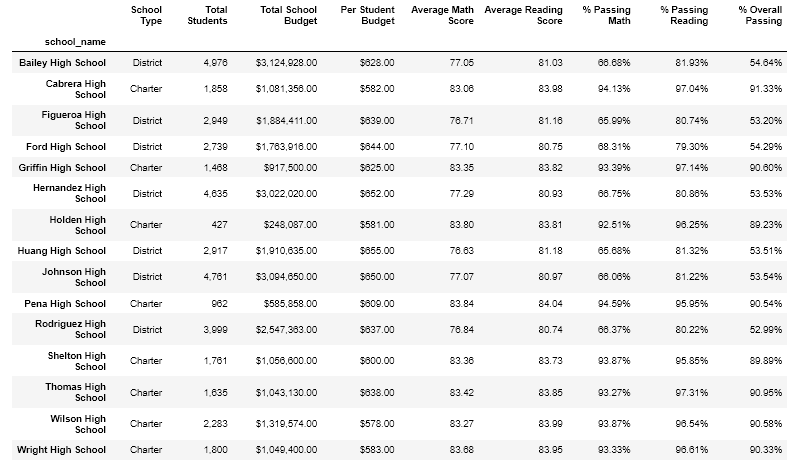 School Type Total Students Total School Budget Per Student Budget Average Math Score Average Reading Score % Passing Math % Passing Reading % Overall Passing
school_name
Bailey High School District 4,976 $3,124,928.00 $628.00 77.05 81.03 66.68% 81.93% 54.64%
Cabrera High School Charter 1,858 $1,081,356.00 $582.00 83.06 83.98 94.13% 97.04% 91.33%
Figueroa High School District 2,949 $1,884,411.00 $639.00 76.71 81.16 65.99% 80.74% 53.20%
Ford High School District 2,739 $1,763,916.00 $644.00 77.10 80.75 68.31% 79.30% 54.29%
Griffin High School Charter 1,468 $917,500.00 $625.00 83.35 83.82 93.39% 97.14% 90.60%
Hernandez High School District 4,635 $3,022,020.00 $652.00 77.29 80.93 66.75% 80.86% 53.53%
Holden High School Charter 427 $248,087.00 $581.00 83.80 83.81 92.51% 96.25% 89.23%
Huang High School District 2,917 $1,910,635.00 $655.00 76.63 81.18 65.68% 81.32% 53.51%
Johnson High School District 4,761 $3,094,650.00 $650.00 77.07 80.97 66.06% 81.22% 53.54%
Pena High School Charter 962 $585,858.00 $609.00 83.84 84.04 94.59% 95.95% 90.54%
Rodriguez High School District 3,999 $2,547,363.00 $637.00 76.84 80.74 66.37% 80.22% 52.99%
Shelton High School Charter 1,761 $1,056,600.00 $600.00 83.36 83.73 93.87% 95.85% 89.89%
Thomas High School Charter 1,635 $1,043,130.00 $638.00 83.42 83.85 93.27% 97.31% 90.95%
Wilson High School Charter 2,283 $1,319,574.00 $578.00 83.27 83.99 93.87% 96.54% 90.58%
Wright High School Charter 1,800 $1,049,400.00 $583.00 83.68 83.95 93.33% 96.61% 90.33%